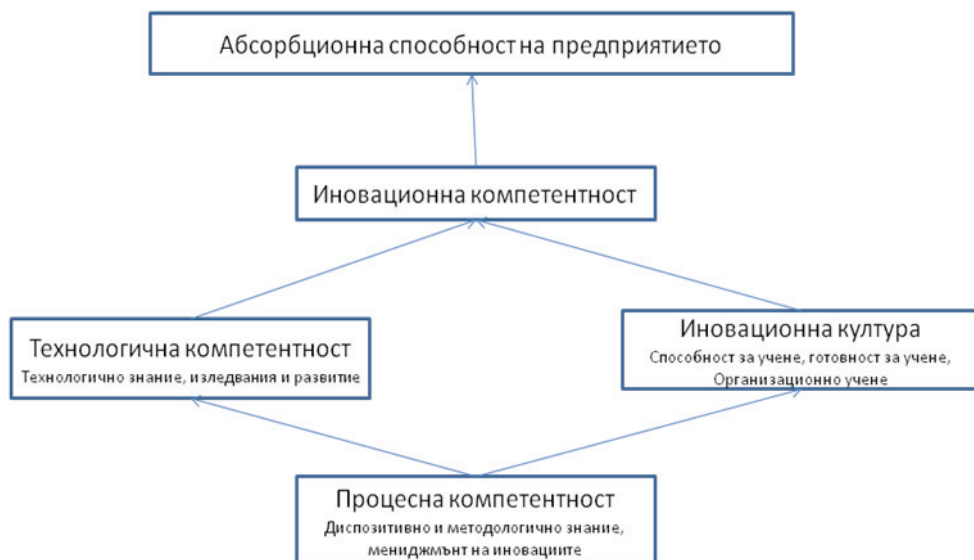 Абсорбционна способност на предприятието
Иновационна компетентност
Технологична компетентност
Технологично знание, изледвания и развитие
Иновационна култура
Способност за учене, готовност за учене,
Организационно учене
Процесна компетентност
Диспозитивно и методологично знание,
мениджмънт на иновациите